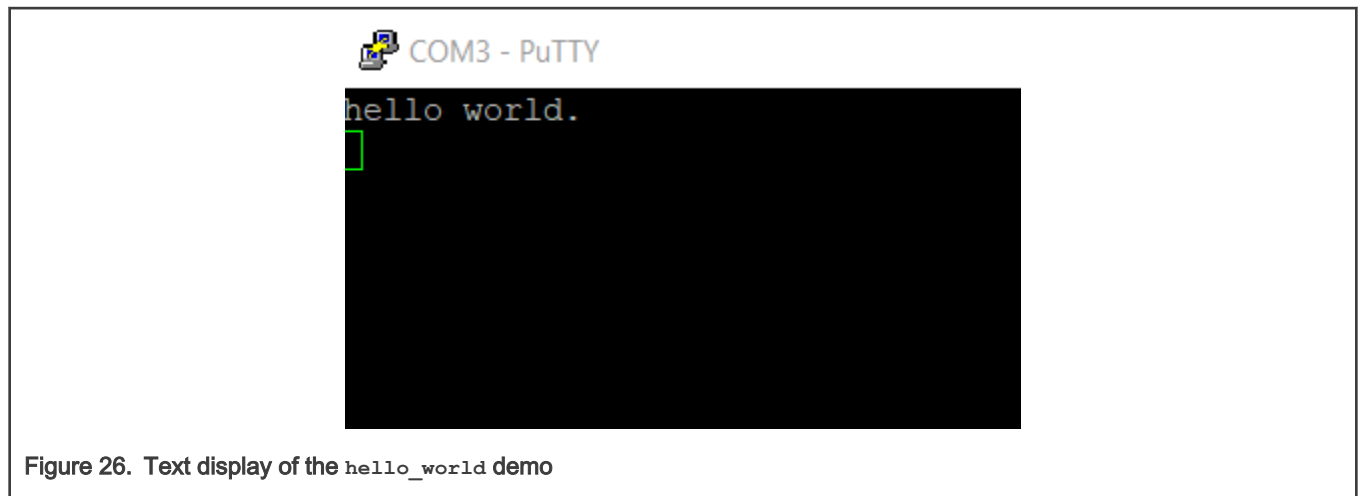 COM3 - PuTTY
hello world.
Figure 26. Text display of the hello_world demo